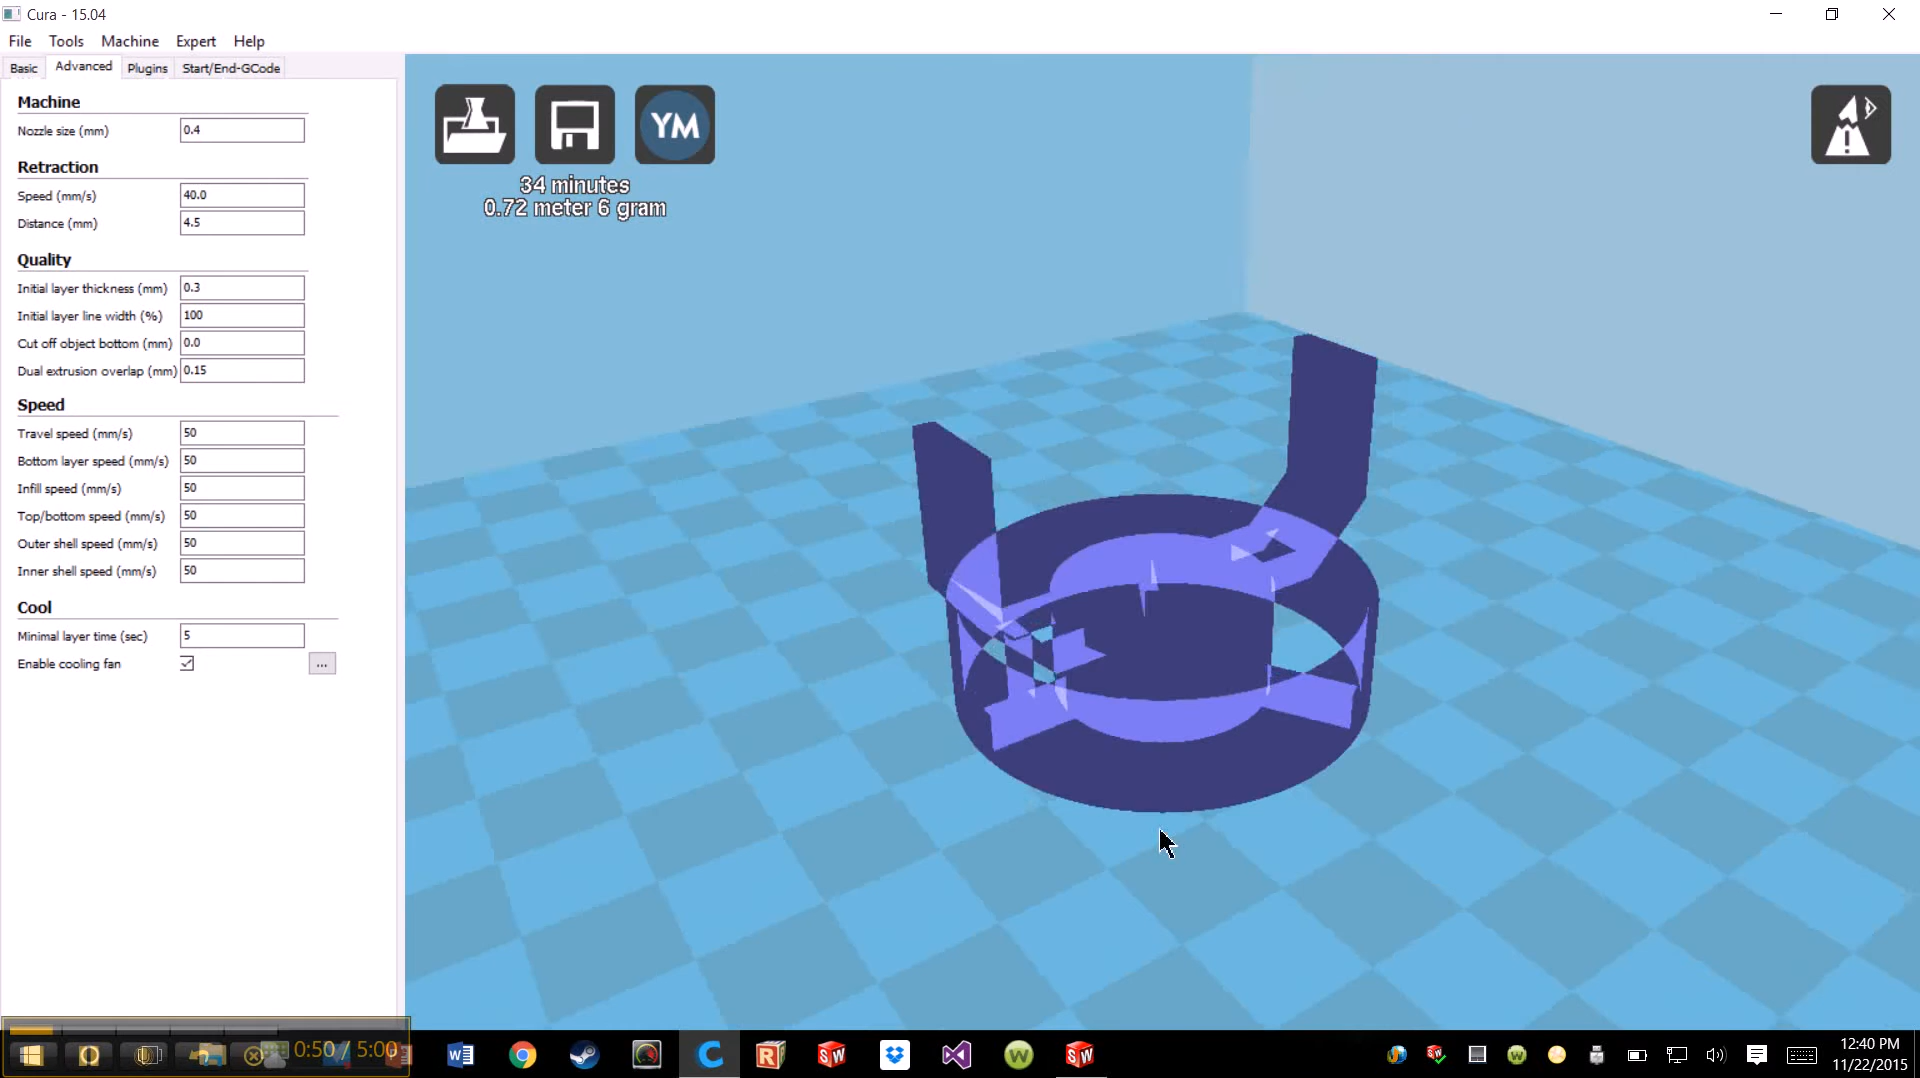 Cura - 15.04
File Tools Machine Expert Help
Basic Advanced Plugins Start/End-GCode
Machine
Nozzle size (mm) 0.4
Retraction
Speed (mm/s) 40.0
Distance (mm) 4.5
Quality
Initial layer thickness (mm) 0.3
Initial layer line width (%) 100
Cut off object bottom (mm) 0.0
Dual extrusion overlap (mm) 0.15
Speed
Travel speed (mm/s) 50
Bottom layer speed (mm/s) 50
Infill speed (mm/s) 50
Top/bottom speed (mm/s) 50
Outer shell speed (mm/s) 50
Inner shell speed (mm/s) 50
Cool
Minimal layer time (sec) 5
Enable cooling fan ...
YM
34 minutes
0.72 meter 6 gram
0:50 / 5:00
12:40 PM
11/22/2015